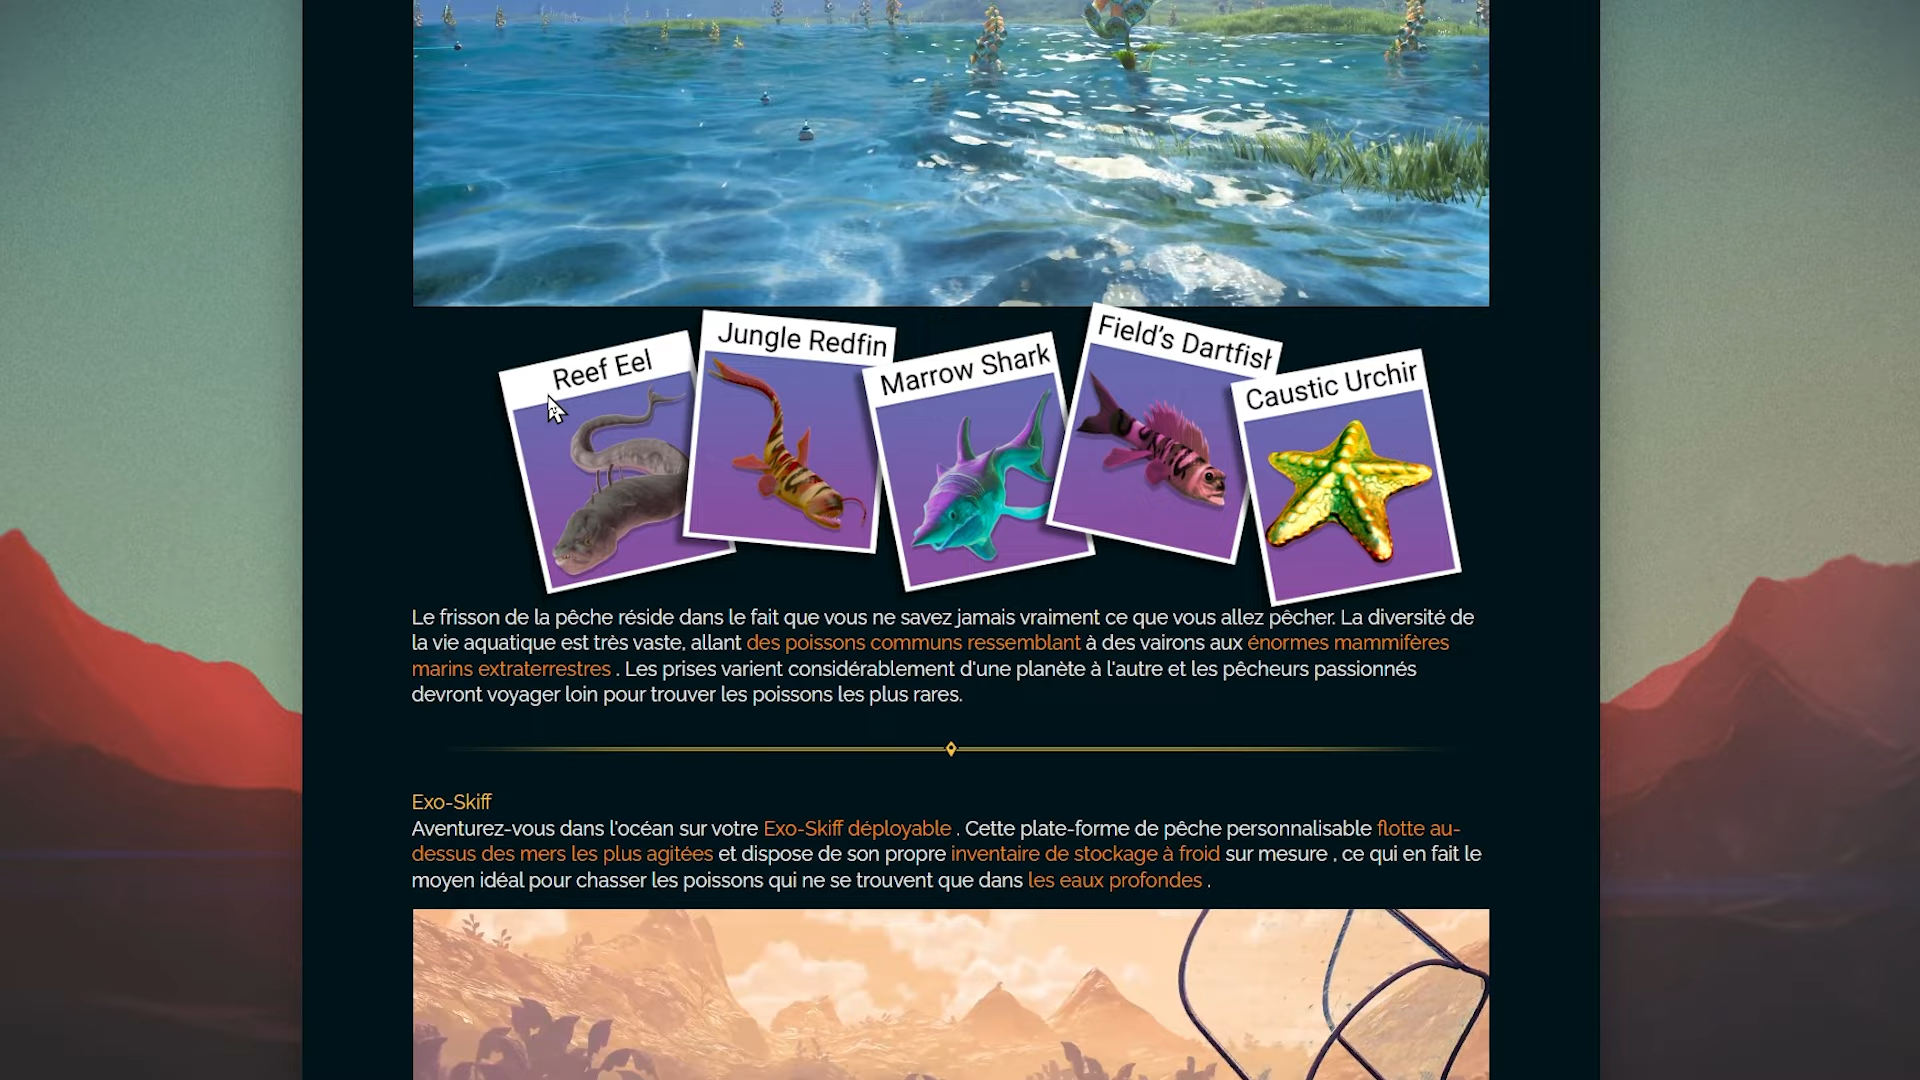 Reef Eel
Jungle Redfin
Marrow Shark
Field's Dartfish
Caustic Urchin
Le frisson de la pêche réside dans le fait que vous ne savez jamais vraiment ce que vous allez pêcher. La diversité de
la vie aquatique est très vaste, allant des poissons communs ressemblant à des vairons aux énormes mammifères
marins extraterrestres . Les prises varient considérablement d'une planète à l'autre et les pêcheurs passionnés
devront voyager loin pour trouver les poissons les plus rares.
Exo-Skiff
Aventurez-vous dans l'océan sur votre Exo-Skiff déployable . Cette plate-forme de pêche personnalisable flotte au-
dessus des mers les plus agitées et dispose de son propre inventaire de stockage à froid sur mesure , ce qui en fait le
moyen idéal pour chasser les poissons qui ne se trouvent que dans les eaux profondes .